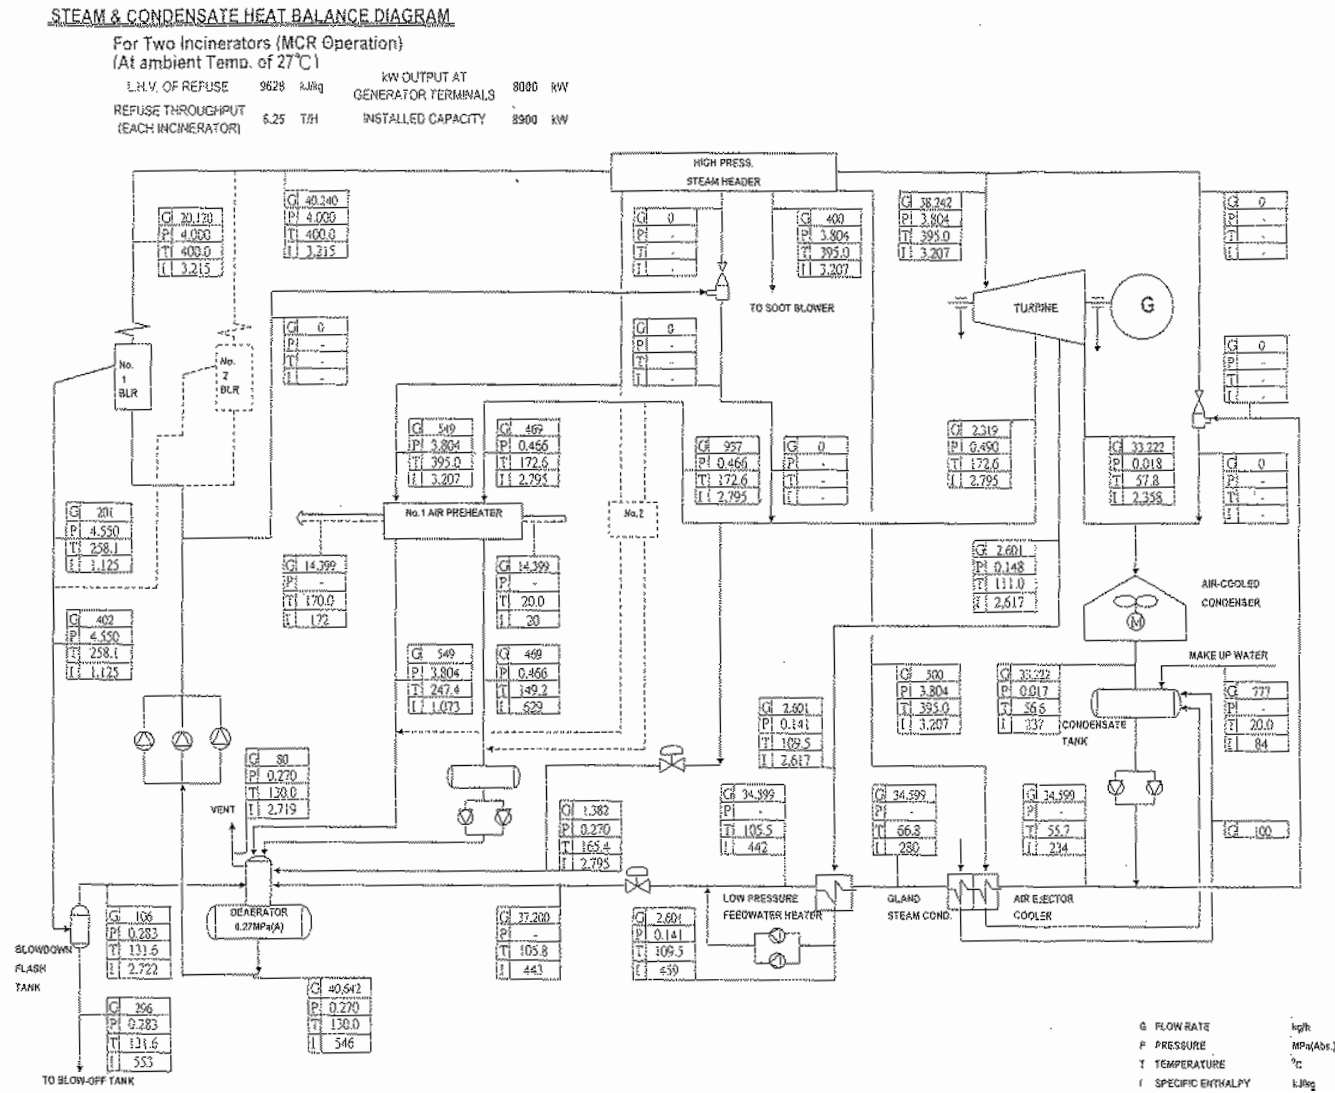 STEAM & CONDENSATE HEAT BALANCE DIAGRAM
For Two Incinerators (MCR Operation)
(At ambient Temp. of 27°C)
L.H.V. OF REFUSE 9628 kJ/kg
KW OUTPUT AT
GENERATOR TERMINALS 8000 KW
REFUSE THROUGHPUT
(EACH INCINERATOR) 6.25 T/H
INSTALLED CAPACITY 8900 KW
HIGH PRESS.
STEAM HEADER
G 20,120
P 4.000
T 400.0
I 3,215
G 40,240
P 4.000
T 400.0
I 3,215
G 0
P -
T -
I -
G 400
P 3.804
T 395.0
I 3,207
G 38,242
P 3.804
T 395.0
I 3,207
G 0
P -
T -
I -
TO SOOT BLOWER
TURBINE
G
G 0
P -
T -
I -
G 0
P -
T -
I -
G 0
P -
T -
I -
No.
1
BLR
No.
2
BLR
G 549
P 3.804
T 395.0
I 3,207
G 469
P 0.466
T 172.6
I 2,795
G 957
P 0.466
T 172.6
I 2,795
G 0
P -
T -
I -
G 2,319
P 0.490
T 172.6
I 2,795
G 33,222
P 0.018
T 57.8
I 2,358
G 0
P -
T -
I -
G 201
P 4.550
T 258.1
I 1,125
No.1 AIR PREHEATER
No.2
G 14,399
P -
T 170.0
I 172
G 14,399
P -
T 20.0
I 20
G 2,601
P 0.148
T 111.0
I 2,617
AIR-COOLED
CONDENSER
M
G 402
P 4.550
T 258.1
I 1,125
G 549
P 3.804
T 247.4
I 1,073
G 469
P 0.466
T 149.2
I 629
MAKE UP WATER
G 500
P 3.804
T 395.0
I 3,207
G 33,222
P 0.017
T 56.6
I 237
CONDENSATE
TANK
G 777
P -
T 20.0
I 84
G 2,601
P 0.141
T 109.5
I 2,617
G 80
P 0.270
T 130.0
I 2,719
VENT
G 1,382
P 0.270
T 165.4
I 2,795
G 34,599
P -
T 105.5
I 442
G 34,599
P -
T 66.8
I 280
G 34,599
P -
T 55.7
I 234
G 100
DEAERATOR
0.27MPa(A)
LOW PRESSURE
FEEDWATER HEATER
GLAND
STEAM COND.
AIR EJECTOR
COOLER
BLOWDOWN
FLASH
TANK
G 106
P 0.283
T 131.6
I 2,722
G 37,200
P -
T 105.8
I 443
G 2,601
P 0.141
T 109.5
I 459
G 40,642
P 0.270
T 130.0
I 546
G 296
P 0.283
T 131.6
I 553
TO BLOW-OFF TANK
G FLOW RATE kg/h
P PRESSURE MPa(Abs.)
T TEMPERATURE °C
I SPECIFIC ENTHALPY kJ/kg